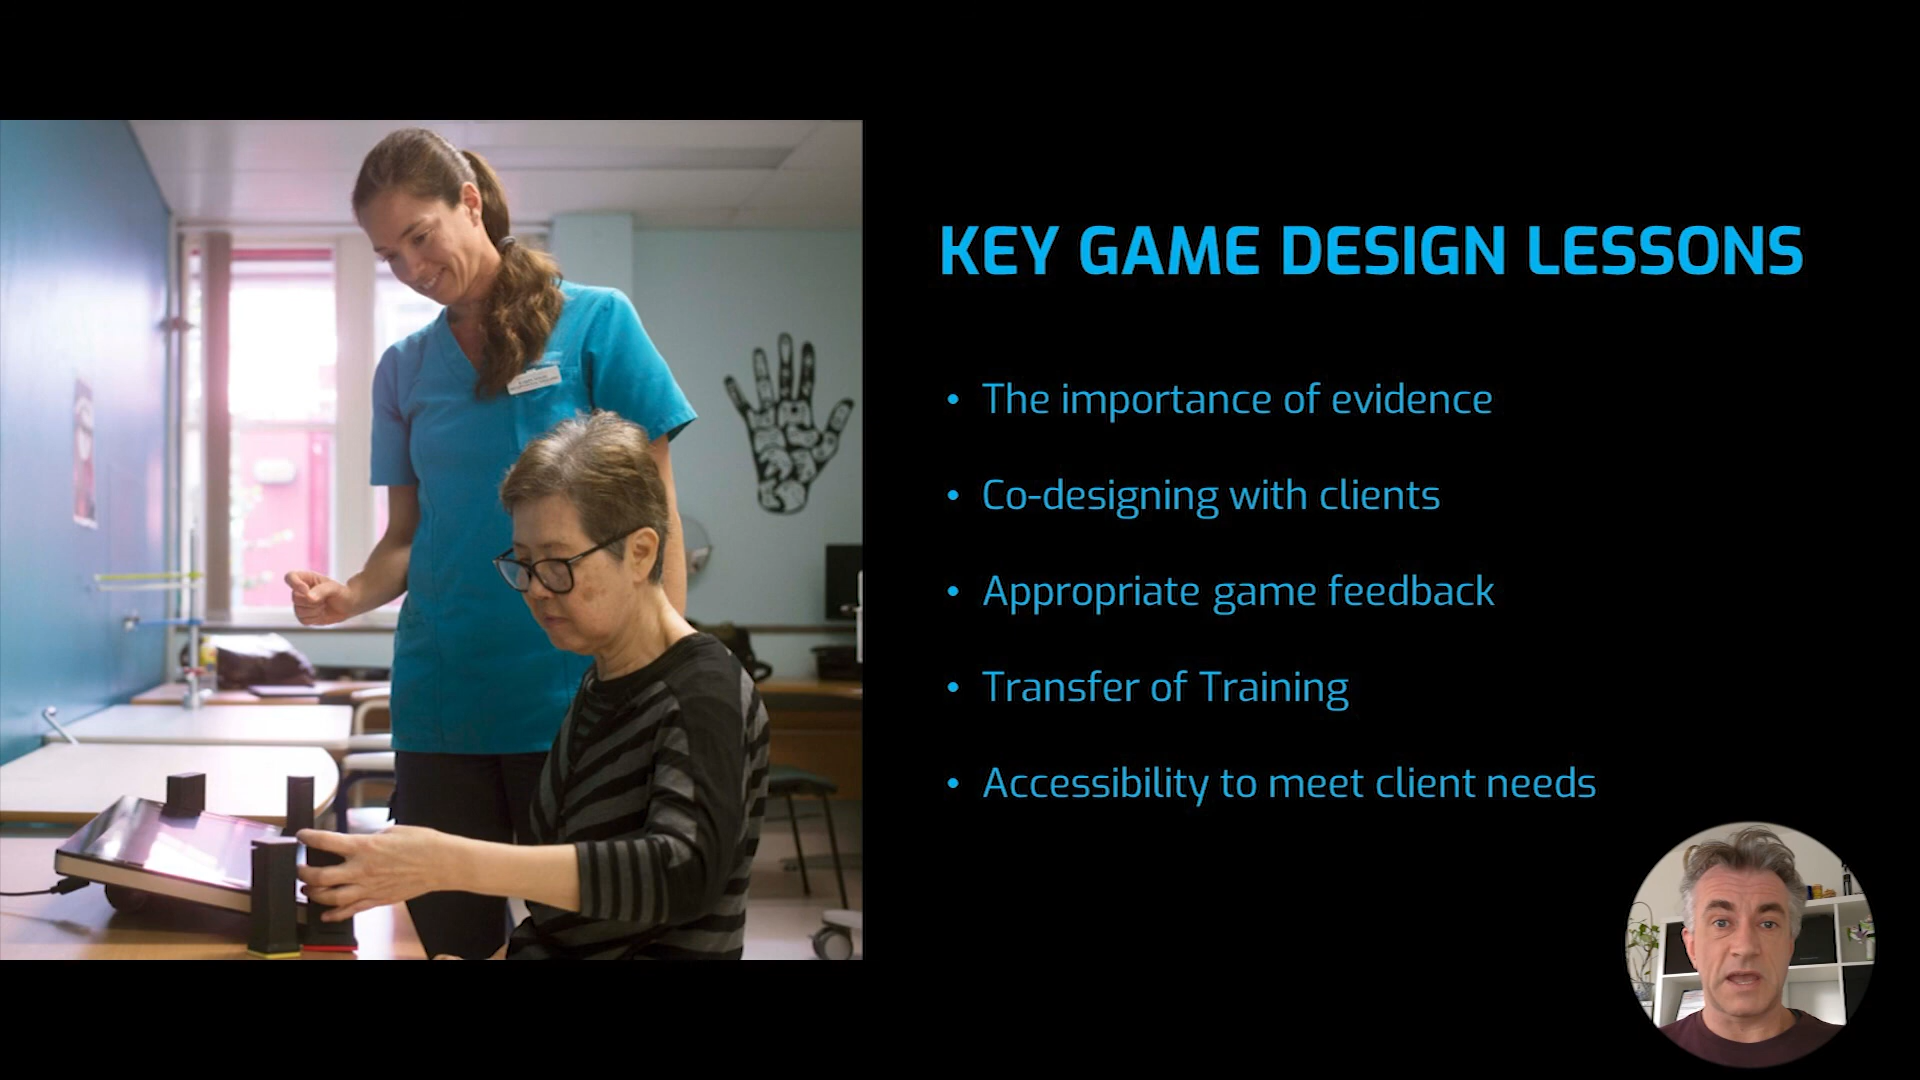 KEY GAME DESIGN LESSONS
• The importance of evidence
• Co-designing with clients
• Appropriate game feedback
• Transfer of Training
• Accessibility to meet client needs